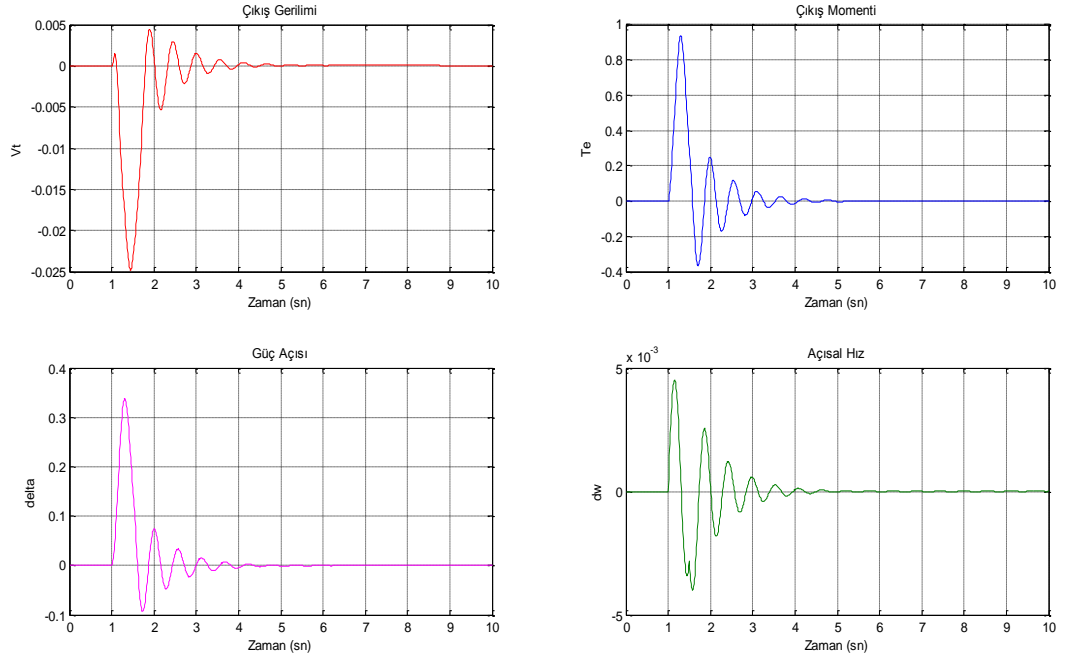 Çıkış Gerilimi
0.005
0
-0.005
-0.01
-0.015
-0.02
-0.025
Vt
0 1 2 3 4 5 6 7 8 9 10
Zaman (sn)
Çıkış Momenti
1
0.8
0.6
0.4
0.2
0
-0.2
-0.4
Te
0 1 2 3 4 5 6 7 8 9 10
Zaman (sn)
Güç Açısı
0.4
0.3
0.2
0.1
0
-0.1
delta
0 1 2 3 4 5 6 7 8 9 10
Zaman (sn)
Açısal Hız
x 10⁻³
5
0
-5
dw
0 1 2 3 4 5 6 7 8 9 10
Zaman (sn)